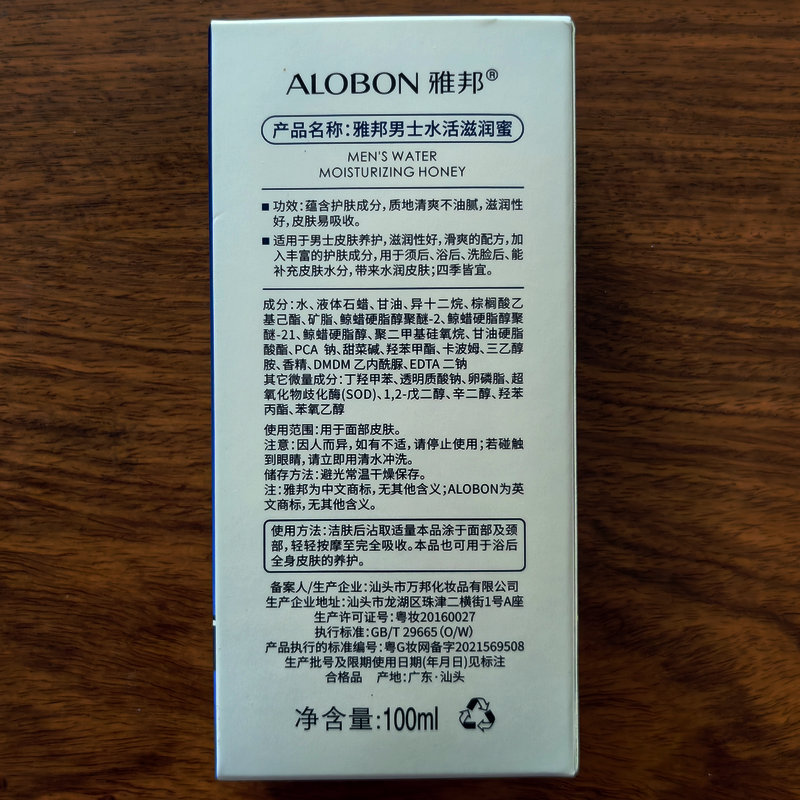 ALOBON 雅邦®
产品名称:雅邦男士水活滋润蜜
MEN'S WATER
MOISTURIZING HONEY
■ 功效:蕴含护肤成分,质地清爽不油腻,滋润性
好,皮肤易吸收。
■ 适用于男士皮肤养护,滋润性好,滑爽的配方,加
入丰富的护肤成分,用于须后、浴后、洗脸后、能
补充皮肤水分,带来水润皮肤;四季皆宜。
成分:水、液体石蜡、甘油、异十二烷、棕榈酸乙
基己酯、矿脂、鲸蜡硬脂醇聚醚-2、鲸蜡硬脂醇聚
醚-21、鲸蜡硬脂醇、聚二甲基硅氧烷、甘油硬脂
酸酯、PCA 钠、甜菜碱、羟苯甲酯、卡波姆、三乙醇
胺、香精、DMDM 乙内酰脲、EDTA 二钠
其它微量成分:丁羟甲苯、透明质酸钠、卵磷脂、超
氧化物歧化酶(SOD)、1,2-戊二醇、辛二醇、羟苯
丙酯、苯氧乙醇
使用范围:用于面部皮肤。
注意:因人而异,如有不适,请停止使用;若碰触
到眼睛,请立即用清水冲洗。
储存方法:避光常温干燥保存。
注:雅邦为中文商标,无其他含义;ALOBON为英
文商标,无其他含义。
使用方法:洁肤后沾取适量本品涂于面部及颈
部,轻轻按摩至完全吸收。本品也可用于浴后
全身皮肤的养护。
备案人/生产企业:汕头市万邦化妆品有限公司
生产企业地址:汕头市龙湖区珠津二横街1号A座
生产许可证号:粤妆20160027
执行标准:GB/T 29665(O/W)
产品执行的标准编号:粤G妆网备字2021569508
生产批号及限期使用日期(年月日)见标注
合格品 产地:广东·汕头
净含量:100ml